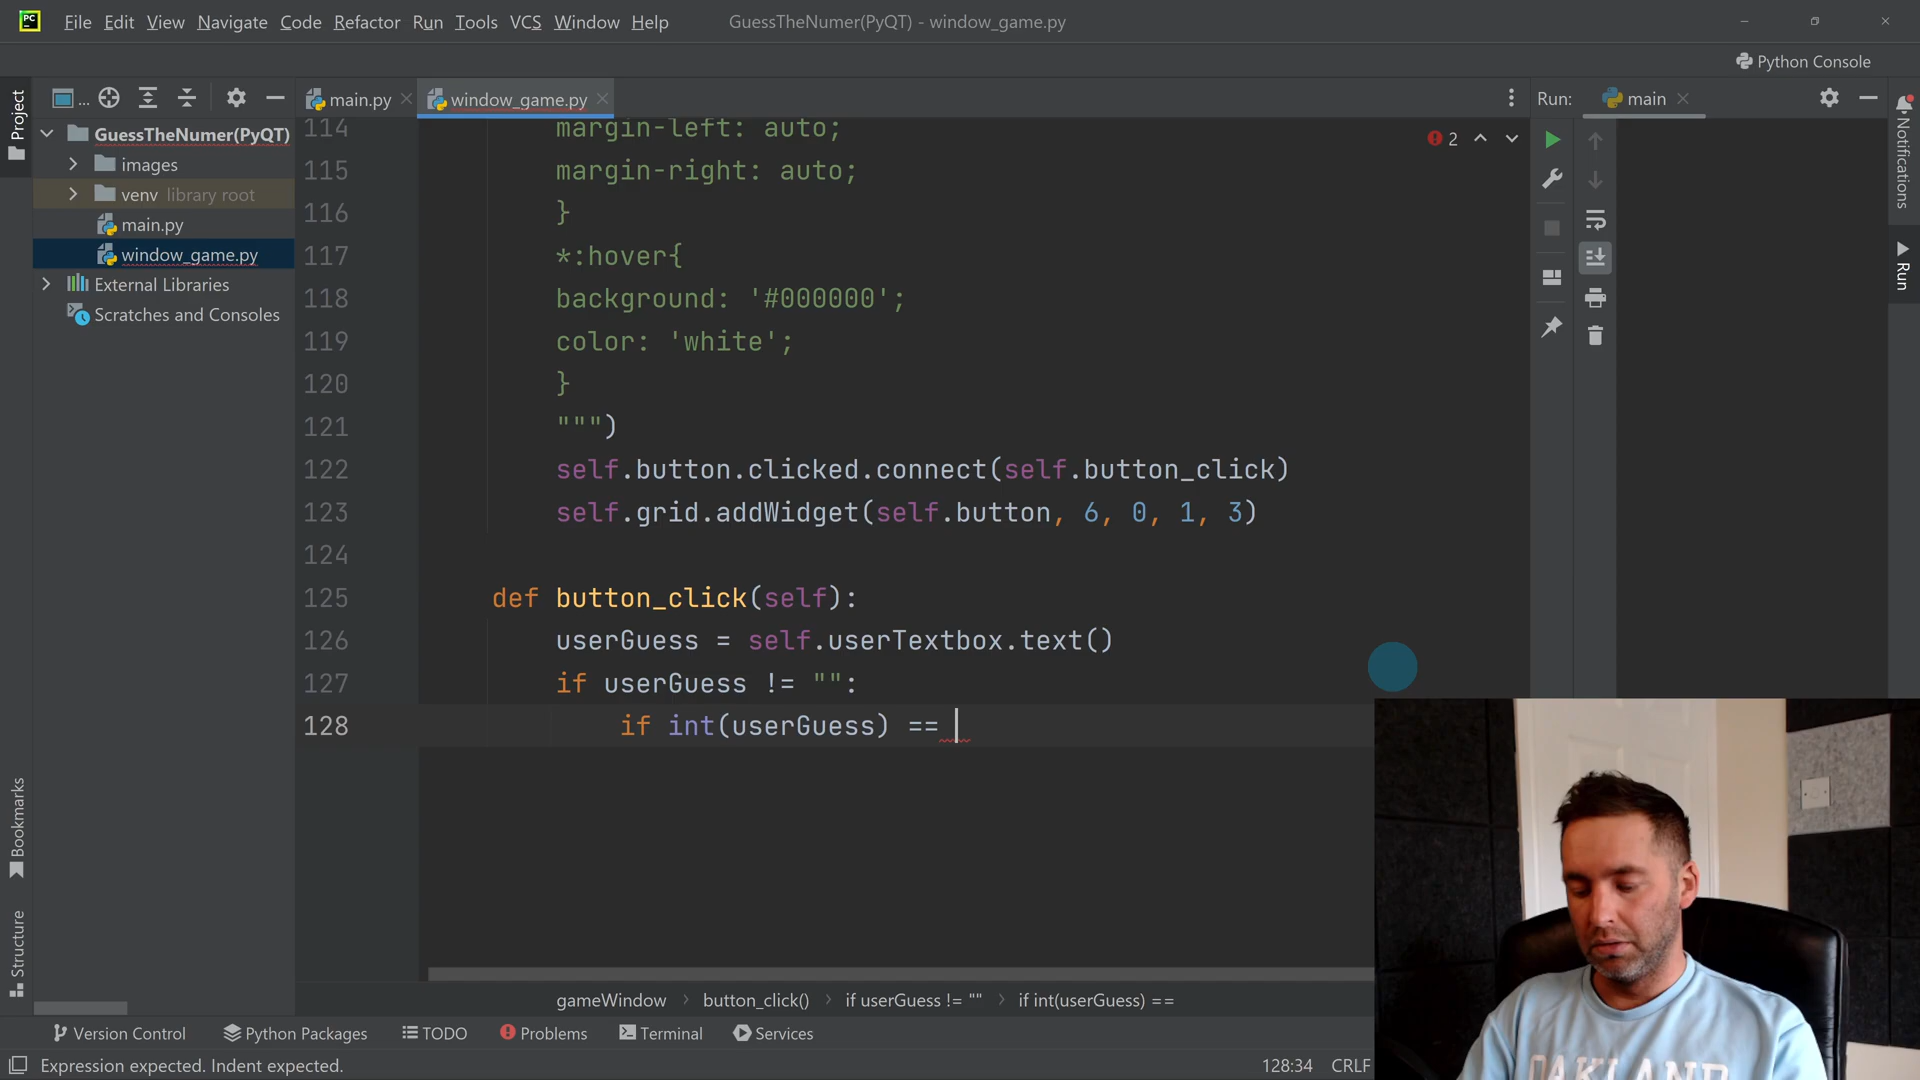 PC File Edit View Navigate Code Refactor Run Tools VCS Window Help GuessTheNumer(PyQT) - window_game.py
Python Console
Project
... main.py window_game.py Run: main
GuessTheNumer(PyQT)
images
venv library root
main.py
window_game.py
External Libraries
Scratches and Consoles
2
Notifications
Run
114 margin-left: auto;
115 margin-right: auto;
116 }
117 *:hover{
118 background: '#000000';
119 color: 'white';
120 }
121 """)
122 self.button.clicked.connect(self.button_click)
123 self.grid.addWidget(self.button, 6, 0, 1, 3)
124
125 def button_click(self):
126 userGuess = self.userTextbox.text()
127 if userGuess != "":
128 if int(userGuess) ==
Bookmarks
Structure
gameWindow button_click() if userGuess != "" if int(userGuess) ==
Version Control Python Packages TODO Problems Terminal Services
Expression expected. Indent expected. 128:34 CRLF
OAKLAND